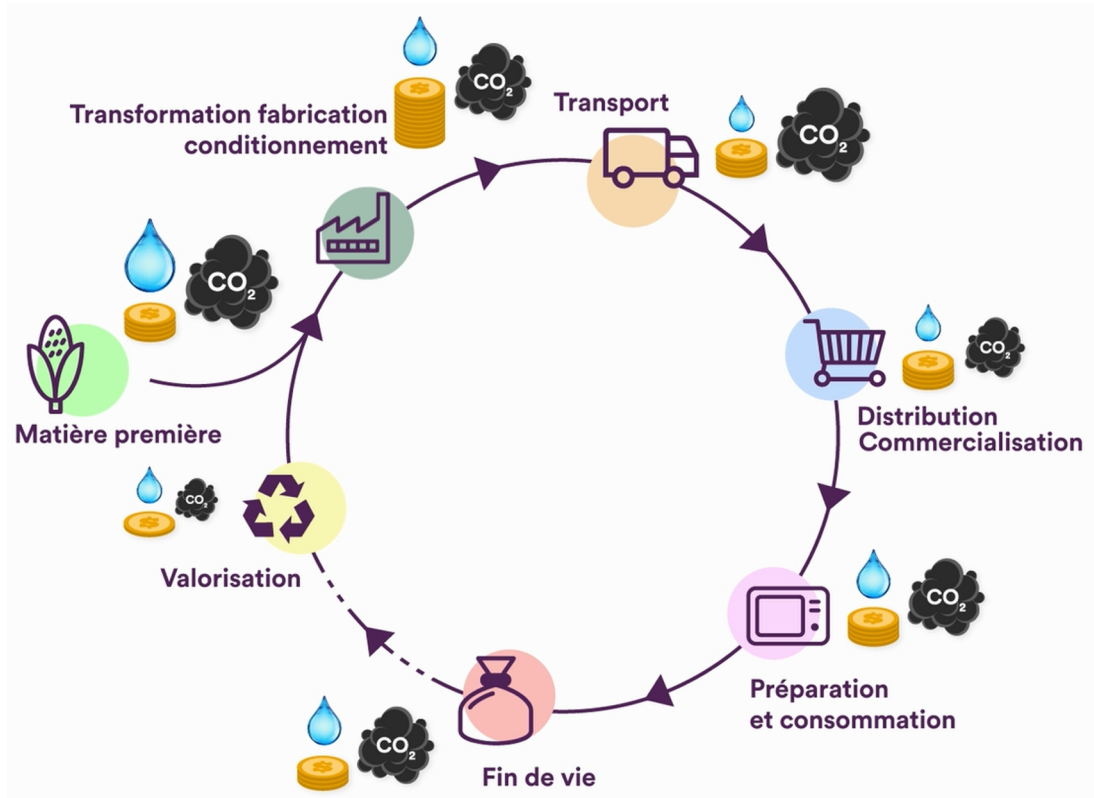 Transformation fabrication
conditionnement
CO2
Transport
CO2
CO2
Matière première
CO2
Distribution
Commercialisation
CO2
Valorisation
CO2
Préparation
et consommation
CO2
Fin de vie